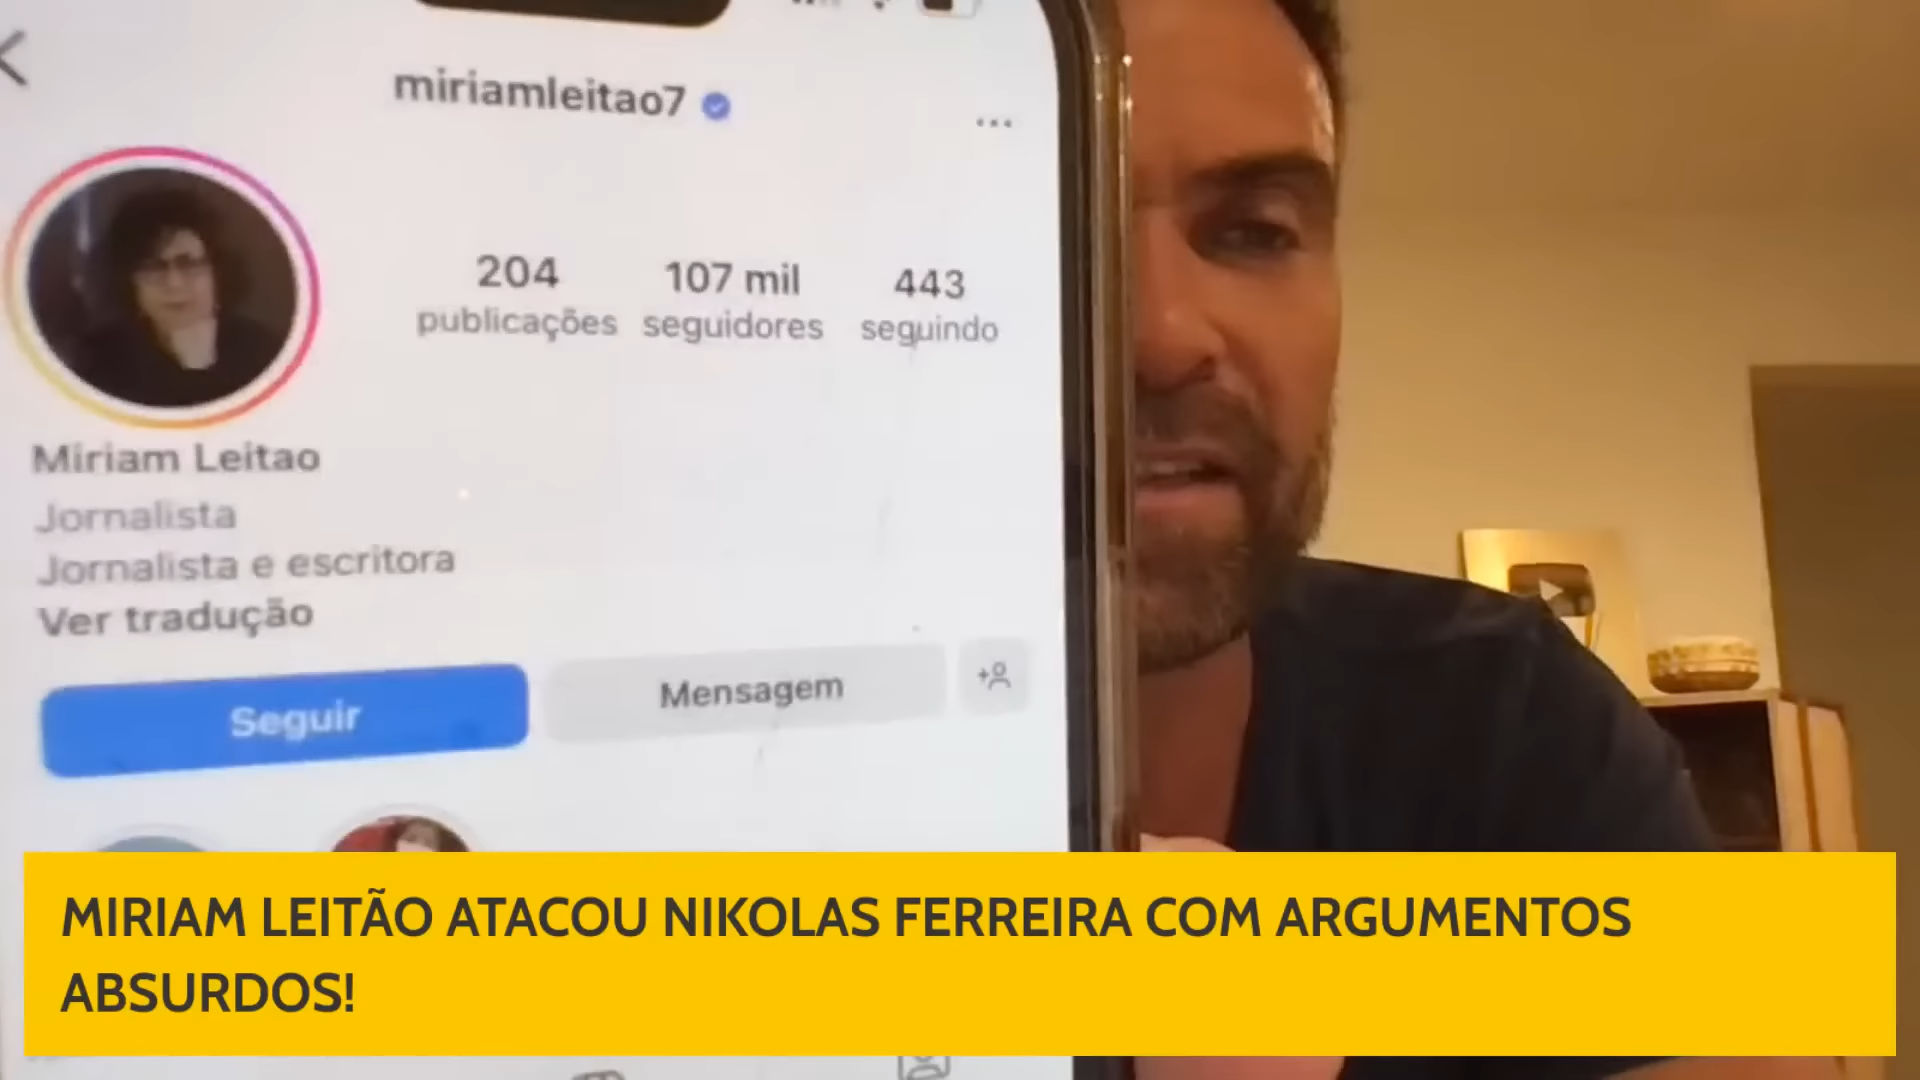 miriamleitao7
...
204
107 mil
443
publicações
seguidores
seguindo
Miriam Leitao
Jornalista
Jornalista e escritora
Ver tradução
Seguir
Mensagem
MIRIAM LEITÃO ATACOU NIKOLAS FERREIRA COM ARGUMENTOS
ABSURDOS!